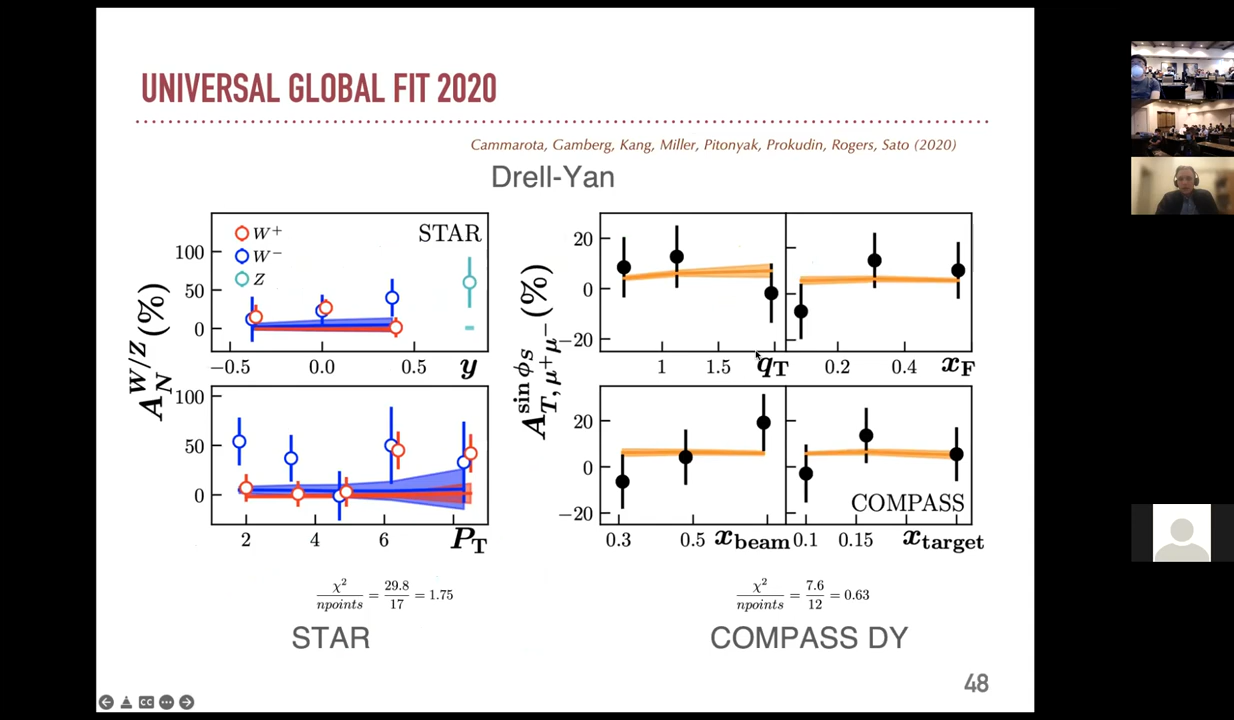 UNIVERSAL GLOBAL FIT 2020
Cammarota, Gamberg, Kang, Miller, Pitonyak, Prokudin, Rogers, Sato (2020)
Drell-Yan
STAR
W+
W−
Z
100
50
0
−0.5 0.0 0.5 y
A_N^{W/Z} (%)
100
50
0
2 4 6 P_T
χ²/npoints = 29.8/17 = 1.75
STAR
A_{T, μ+μ−}^{sin ϕ_S} (%)
20
0
−20
1 1.5 q_T
0.2 0.4 x_F
20
0
−20
COMPASS
0.3 0.5 x_beam
0.1 0.15 x_target
χ²/npoints = 7.6/12 = 0.63
COMPASS DY
48
CC